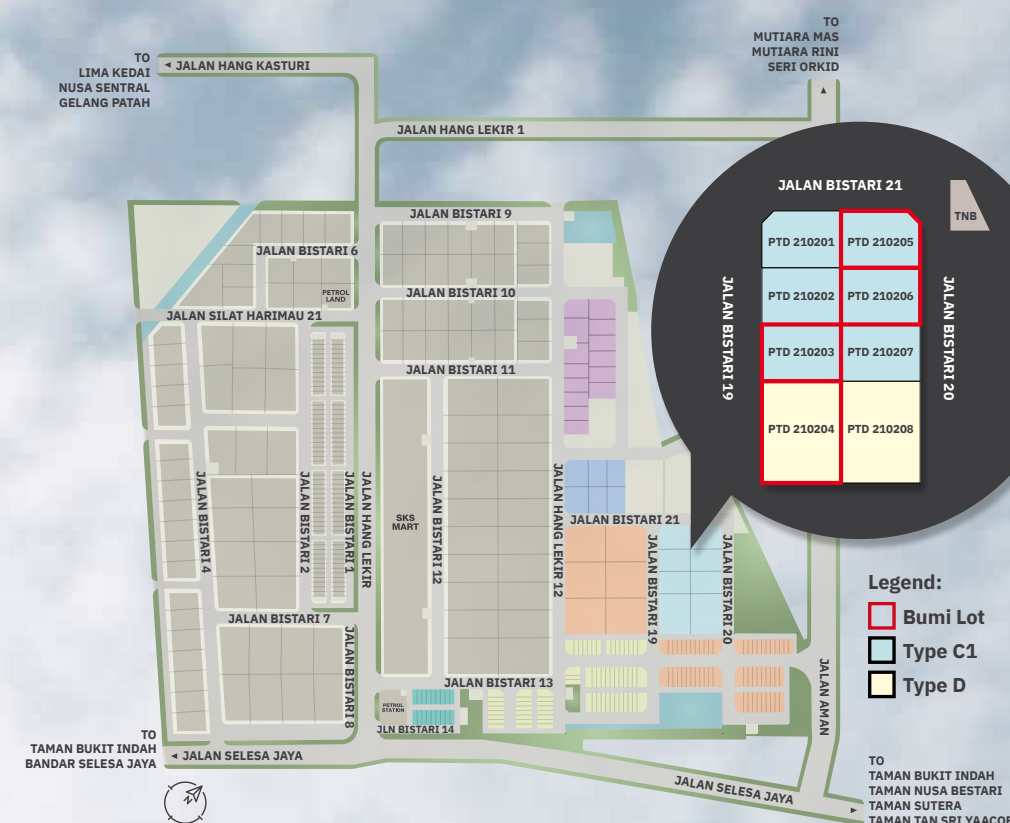 TO
MUTIARA MAS
MUTIARA RINI
SERI ORKID
TO
LIMA KEDAI
NUSA SENTRAL
GELANG PATAH
JALAN HANG KASTURI
JALAN HANG LEKIR 1
JALAN BISTARI 21
TNB
PTD 210201
PTD 210205
PTD 210202
PTD 210206
PTD 210203
PTD 210207
PTD 210204
PTD 210208
JALAN BISTARI 19
JALAN BISTARI 20
JALAN BISTARI 9
JALAN BISTARI 6
PETROL
LAND
JALAN BISTARI 10
JALAN SILAT HARIMAU 21
JALAN BISTARI 11
JALAN BISTARI 4
JALAN BISTARI 2
JALAN BISTARI 1
JALAN HANG LEKIR
SKS
MART
JALAN BISTARI 12
JALAN HANG LEKIR 12
JALAN BISTARI 21
JALAN BISTARI 19
JALAN BISTARI 20
Legend:
Bumi Lot
Type C1
Type D
JALAN BISTARI 7
JALAN BISTARI 8
JALAN BISTARI 13
PETROL
STATION
JLN BISTARI 14
JALAN AMAN
TO
TAMAN BUKIT INDAH
BANDAR SELESA JAYA
JALAN SELESA JAYA
JALAN SELESA JAYA
TO
TAMAN BUKIT INDAH
TAMAN NUSA BESTARI
TAMAN SUTERA
TAMAN TAN SRI YAACOB
N